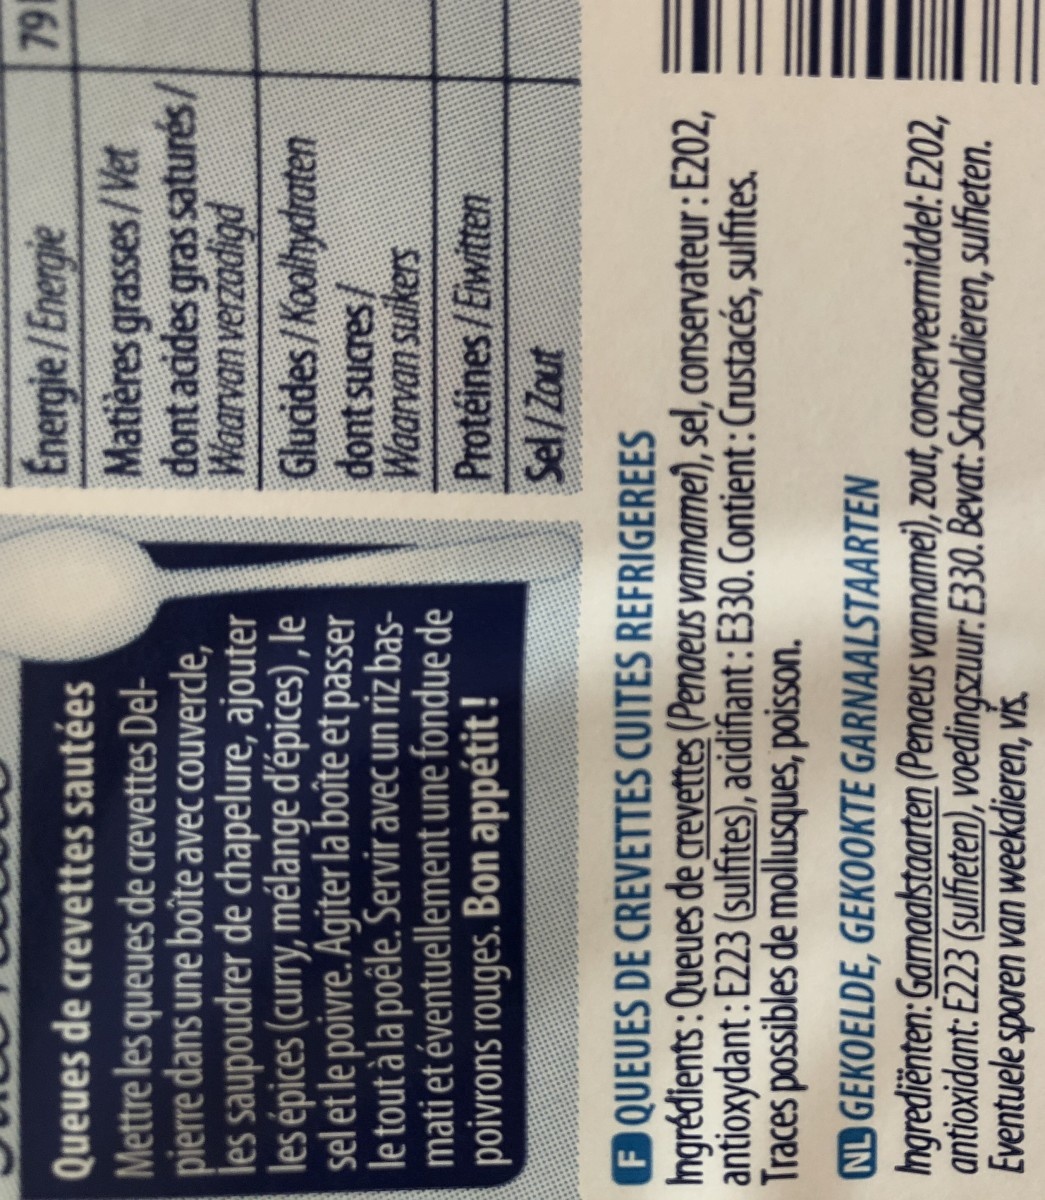 Queues de crevettes sautées
Mettre les queues de crevettes Del-
pierre dans une boîte avec couvercle,
les saupoudrer de chapelure, ajouter
les épices (curry, mélange d'épices) , le
sel et le poivre. Agiter la boîte et passer
le tout à la poêle. Servir avec un riz bas-
mati et éventuellement une fondue de
poivrons rouges. Bon appétit !
Énergie / Energie
791
Matières grasses / Vet
dont acides gras saturés /
Waarvan verzadigd
Glucides / Koolhydraten
dont sucres /
Waarvan suikers
Protéines / Eiwitten
Sel / Zout
F QUEUES DE CREVETTES CUITES REFRIGEREES
Ingrédients : Queues de crevettes (Penaeus vannamei), sel, conservateur : E202,
antioxydant : E223 (sulfites), acidifiant : E330. Contient : Crustacés, sulfites.
Traces possibles de mollusques, poisson.
NL GEKOELDE, GEKOOKTE GARNAALSTAARTEN
Ingrediënten: Garnaalstaarten (Penaeus vannamei), zout, conserveermiddel: E202,
antioxidant: E223 (sulfieten), voedingszuur: E330. Bevat: Schaaldieren, sulfieten.
Eventuele sporen van weekdieren, vis.